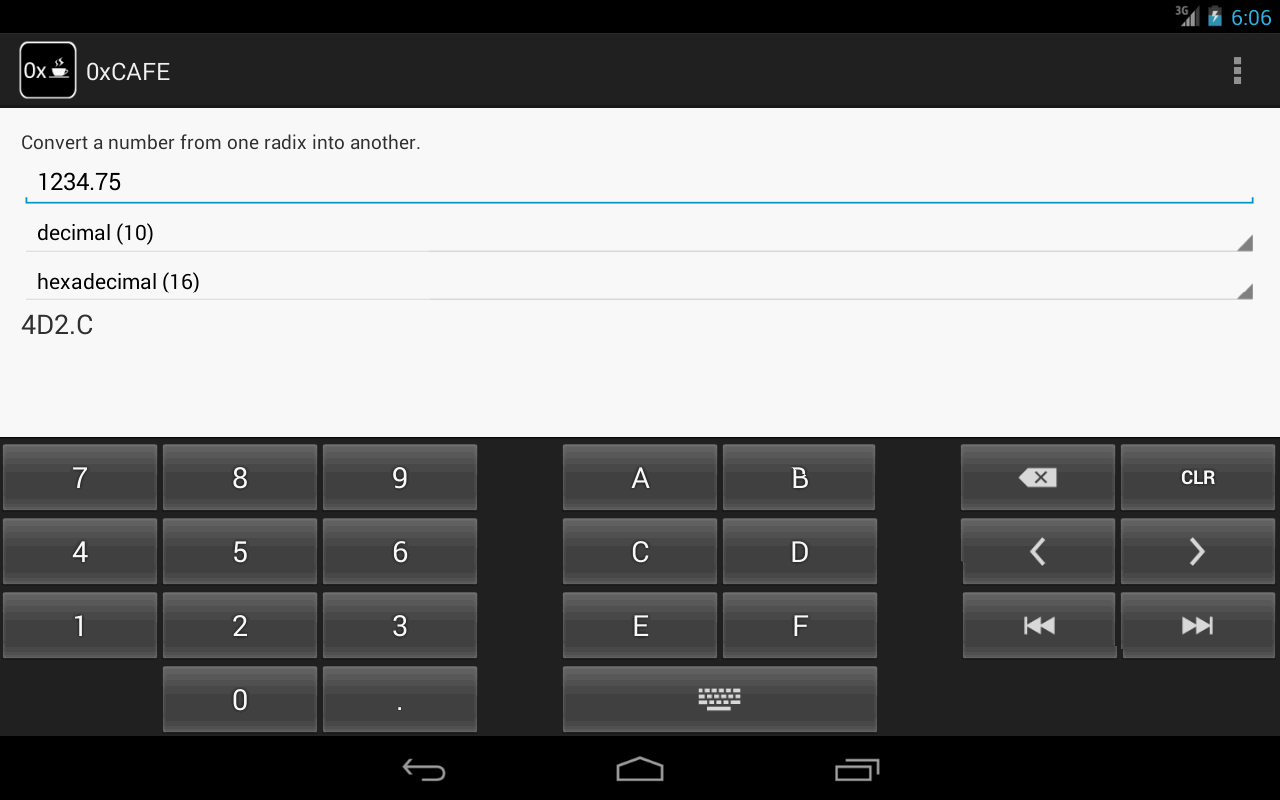 3G 6:06
0x 0xCAFE
Convert a number from one radix into another.
1234.75
decimal (10)
hexadecimal (16)
4D2.C
7 8 9 A B CLR
4 5 6 C D
1 2 3 E F
0 .